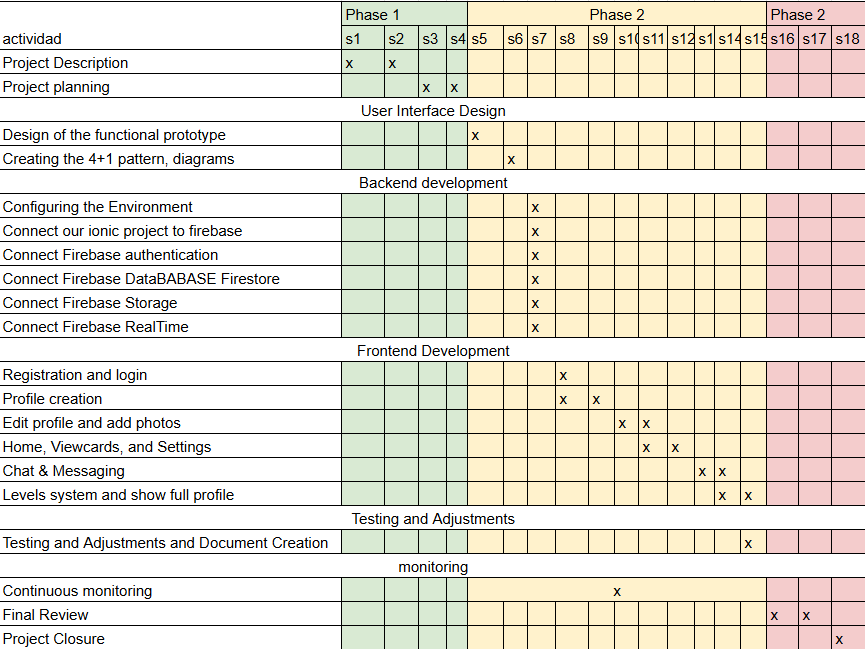 Phase 1 Phase 2 Phase 2
actividad s1 s2 s3 s4 s5 s6 s7 s8 s9 s10 s11 s12 s1 s14 s15 s16 s17 s18
Project Description x x
Project planning x x
User Interface Design
Design of the functional prototype x
Creating the 4+1 pattern, diagrams x
Backend development
Configuring the Environment x
Connect our ionic project to firebase x
Connect Firebase authentication x
Connect Firebase DataBABASE Firestore x
Connect Firebase Storage x
Connect Firebase RealTime x
Frontend Development
Registration and login x
Profile creation x x
Edit profile and add photos x x
Home, Viewcards, and Settings x x
Chat & Messaging x x
Levels system and show full profile x x
Testing and Adjustments
Testing and Adjustments and Document Creation x
monitoring
Continuous monitoring x
Final Review x x
Project Closure x